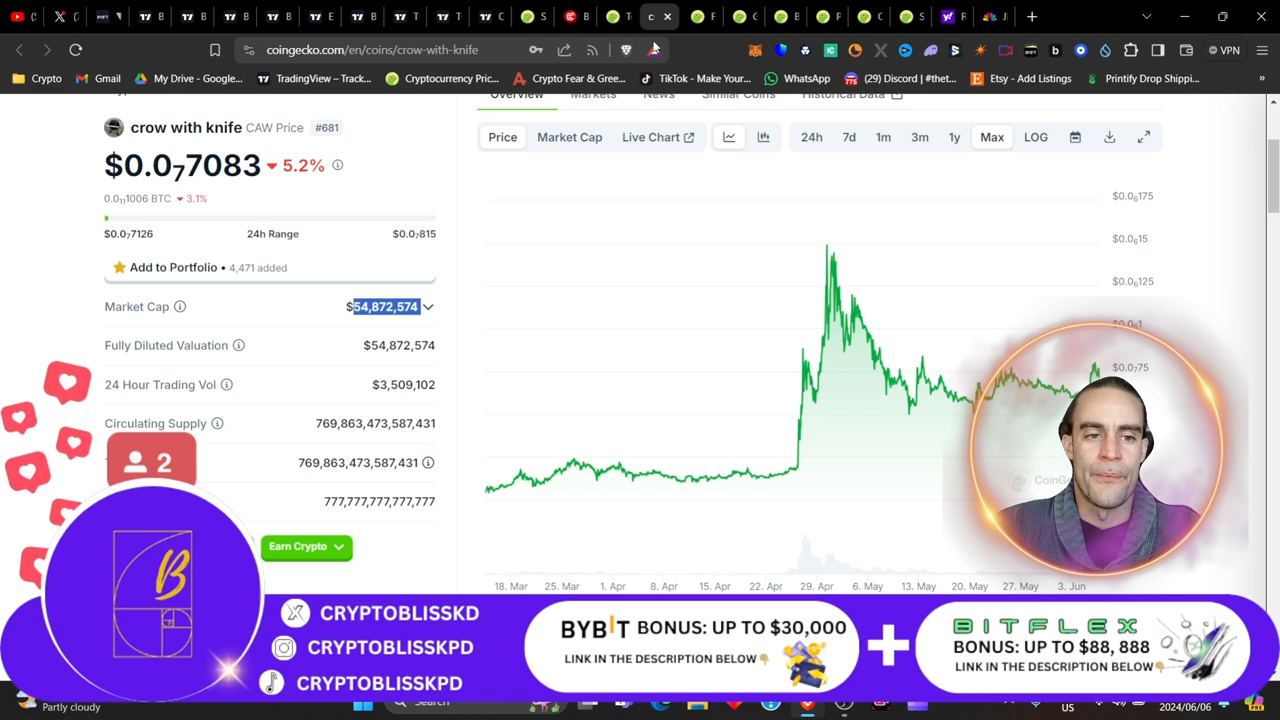 (
X (
B
B
B
B
E
B
T
T
C
S
B
T
c
F
C
E
F
C
S
F
JI
coingecko.com/en/coins/crow-with-knife
VPN
Crypto
Gmail
My Drive - Google...
TradingView – Track...
Cryptocurrency Pric...
Crypto Fear & Gree...
TikTok - Make Your...
WhatsApp
(29) Discord | #thet...
Etsy - Add Listings
Printify Drop Shippi...
»
Overview
Markets
News
Similar Coins
Historical Data
crow with knife CAW Price #681
$0.0₇7083 5.2%
0.0₁₁1006 BTC 3.1%
$0.0₇7126 24h Range $0.0₇815
Add to Portfolio • 4,471 added
Market Cap $54,872,574
Fully Diluted Valuation $54,872,574
24 Hour Trading Vol $3,509,102
Circulating Supply 769,863,473,587,431
769,863,473,587,431
777,777,777,777,777
Earn Crypto
Price Market Cap Live Chart
24h 7d 1m 3m 1y Max LOG
$0.0₆175
$0.0₆15
$0.0₆125
$0.0₆1
$0.0₇75
18. Mar 25. Mar 1. Apr 8. Apr 15. Apr 22. Apr 29. Apr 6. May 13. May 20. May 27. May 3. Jun
2
B
CRYPTOBLISSKD
CRYPTOBLISSKPD
CRYPTOBLISSKPD
BYBIT BONUS: UP TO $30,000
LINK IN THE DESCRIPTION BELOW
BITFLEX
BONUS: UP TO $88, 888
LINK IN THE DESCRIPTION BELOW
Partly cloudy
Search
US
2024/06/06